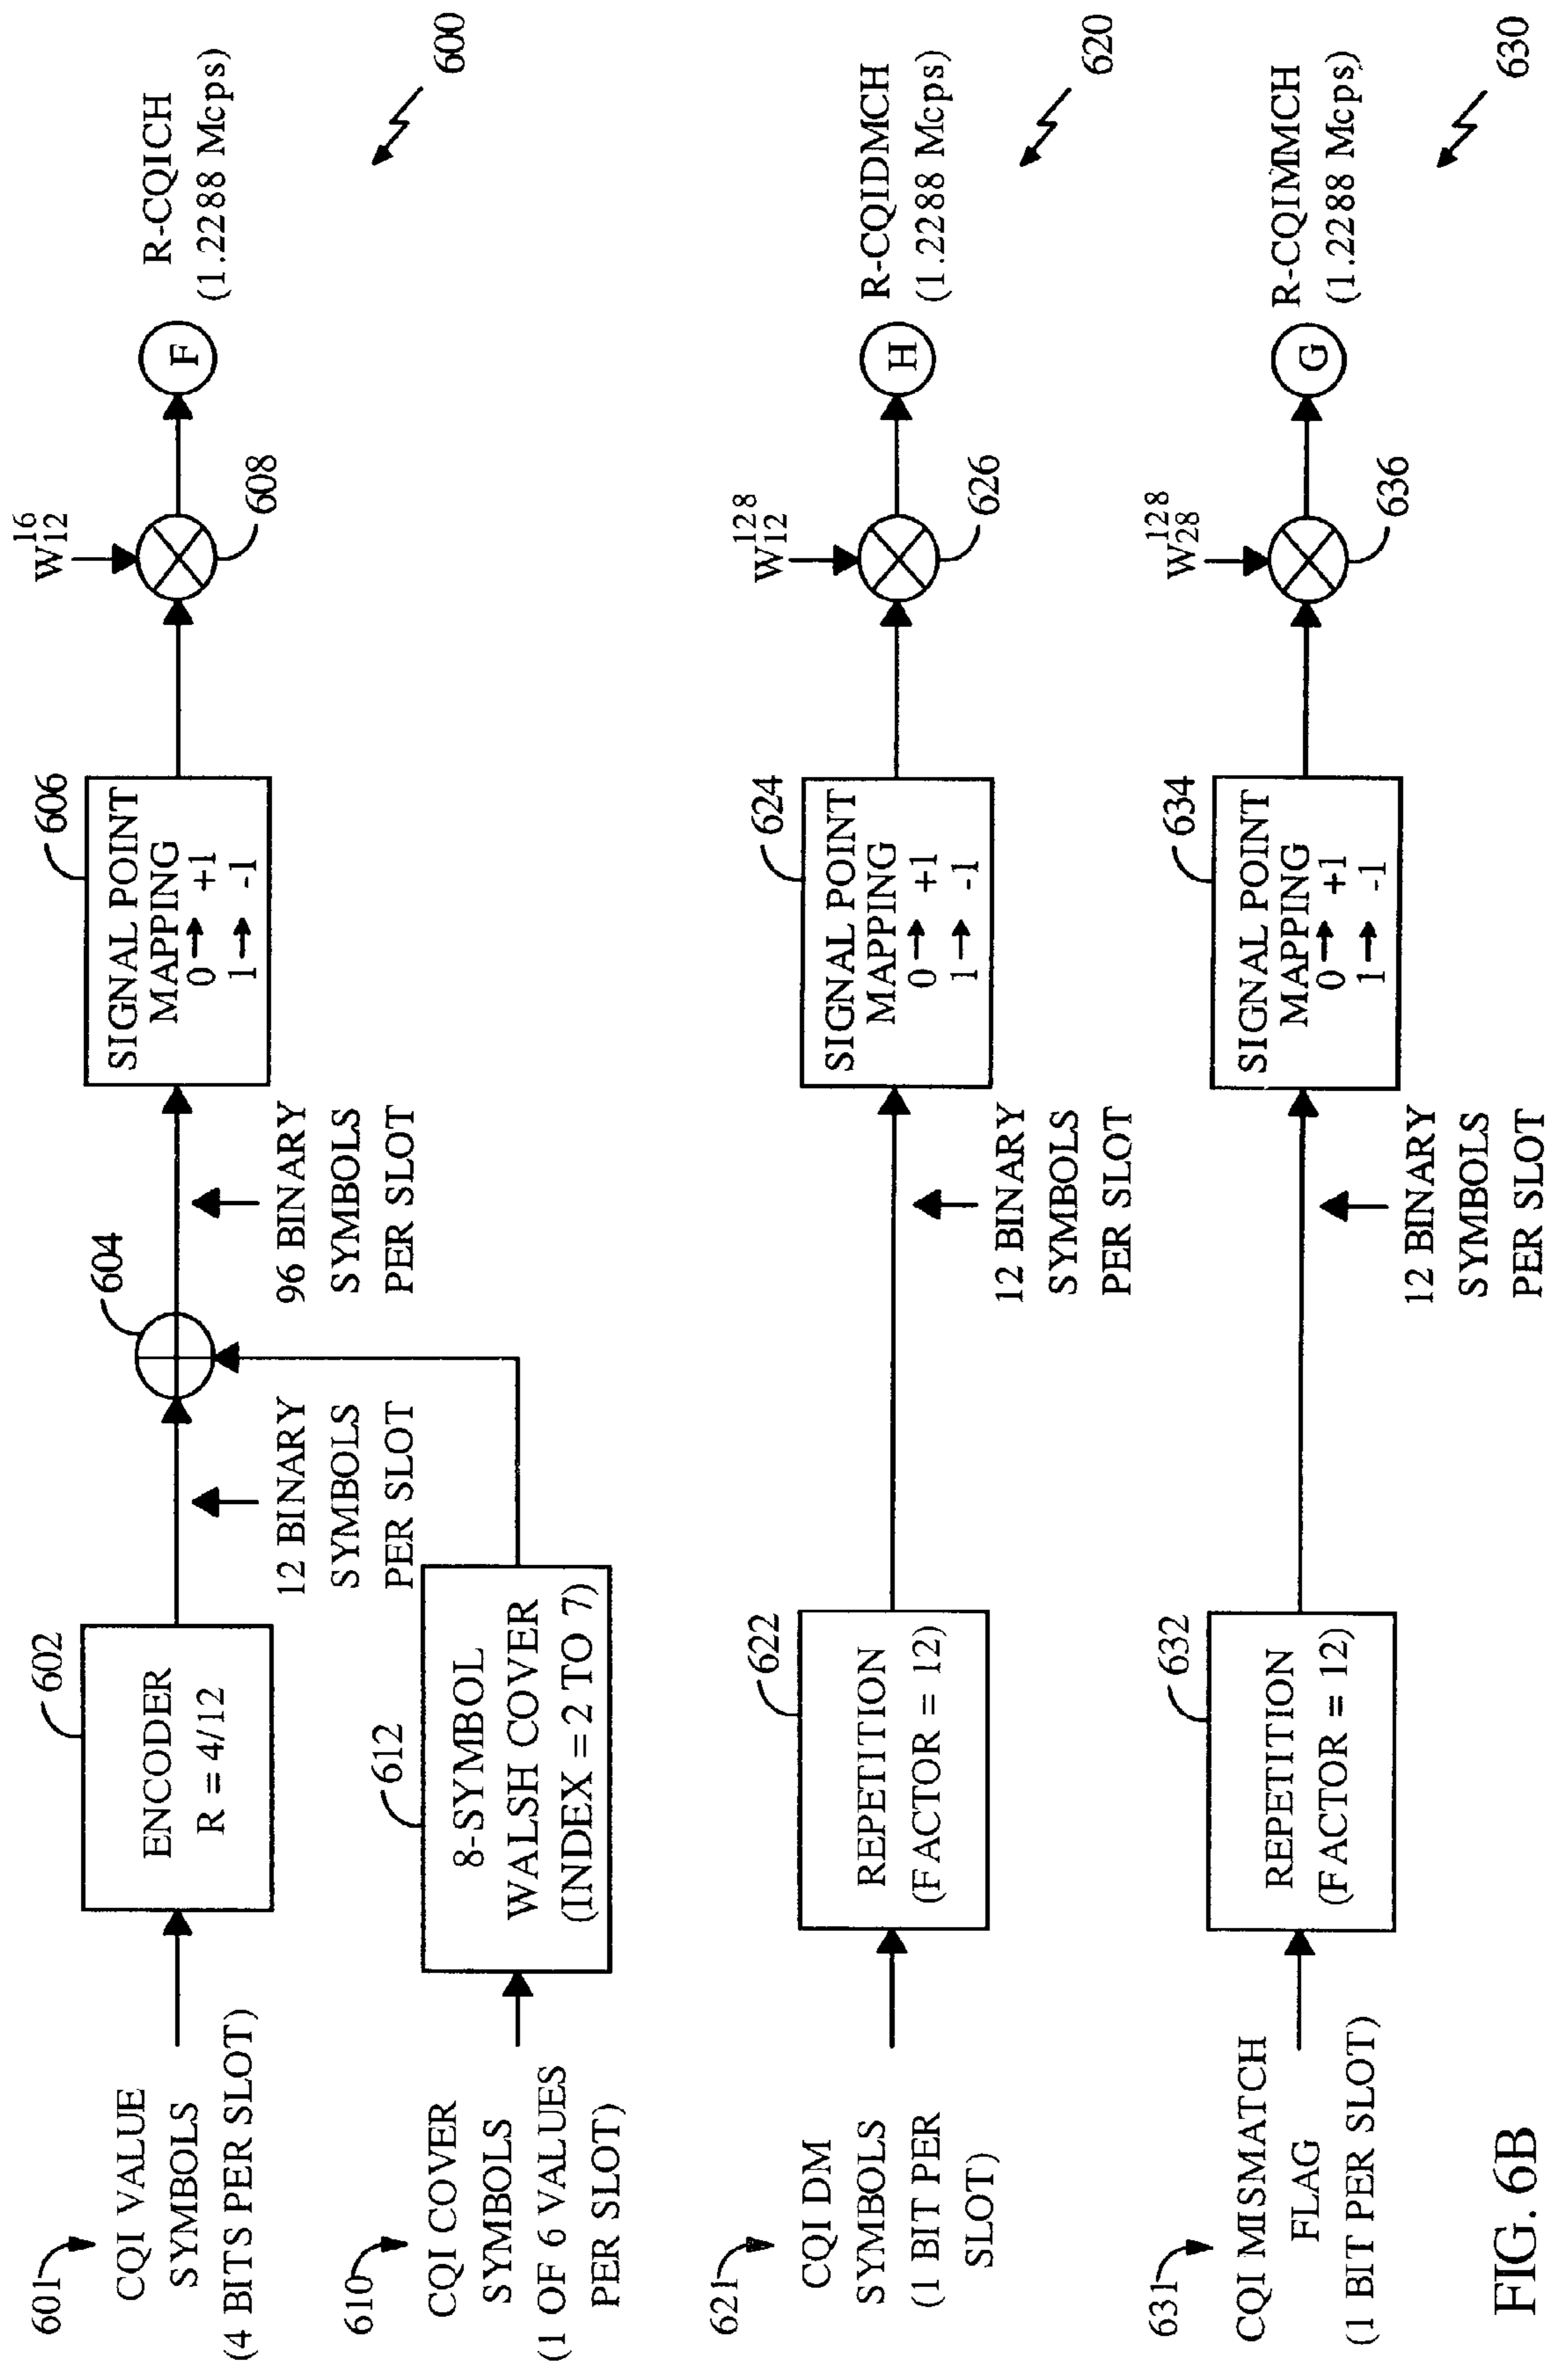 601
CQI VALUE
SYMBOLS
(4 BITS PER SLOT)
602
ENCODER
R = 4/12
12 BINARY
SYMBOLS
PER SLOT
604
96 BINARY
SYMBOLS
PER SLOT
606
SIGNAL POINT
MAPPING
0 → +1
1 → -1
W 16 12
608
F
R-CQICH
(1.2288 Mcps)
600
610
CQI COVER
SYMBOLS
(1 OF 6 VALUES
PER SLOT)
612
8-SYMBOL
WALSH COVER
(INDEX = 2 TO 7)
621
CQI DM
SYMBOLS
(1 BIT PER
SLOT)
622
REPETITION
(FACTOR = 12)
12 BINARY
SYMBOLS
PER SLOT
624
SIGNAL POINT
MAPPING
0 → +1
1 → -1
W 128 12
626
H
R-CQIDMCH
(1.2288 Mcps)
620
631
CQI MISMATCH
FLAG
(1 BIT PER SLOT)
632
REPETITION
(FACTOR = 12)
12 BINARY
SYMBOLS
PER SLOT
634
SIGNAL POINT
MAPPING
0 → +1
1 → -1
W 128 28
636
G
R-CQIMMCH
(1.2288 Mcps)
630
FIG. 6B